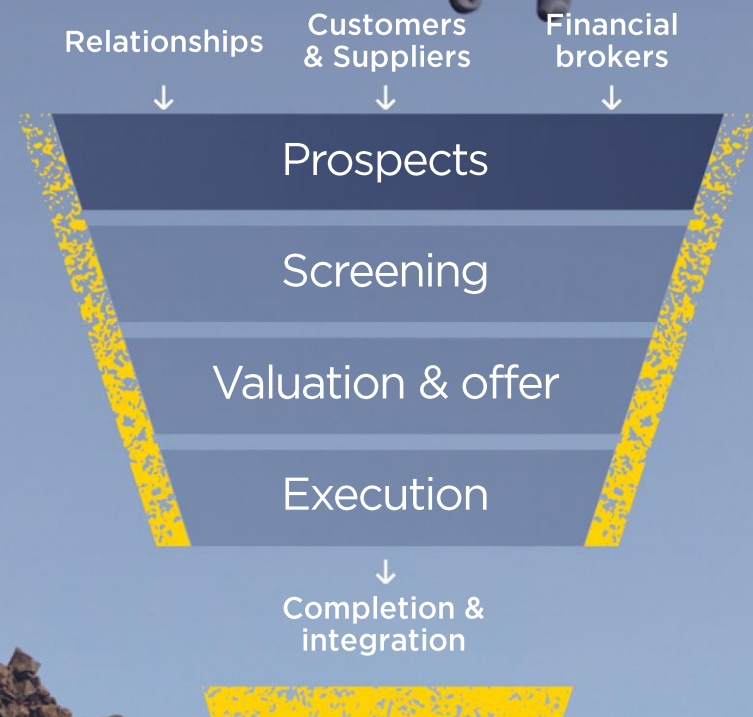 Relationships
Customers
& Suppliers
Financial
brokers
Prospects
Screening
Valuation & offer
Execution
Completion &
integration